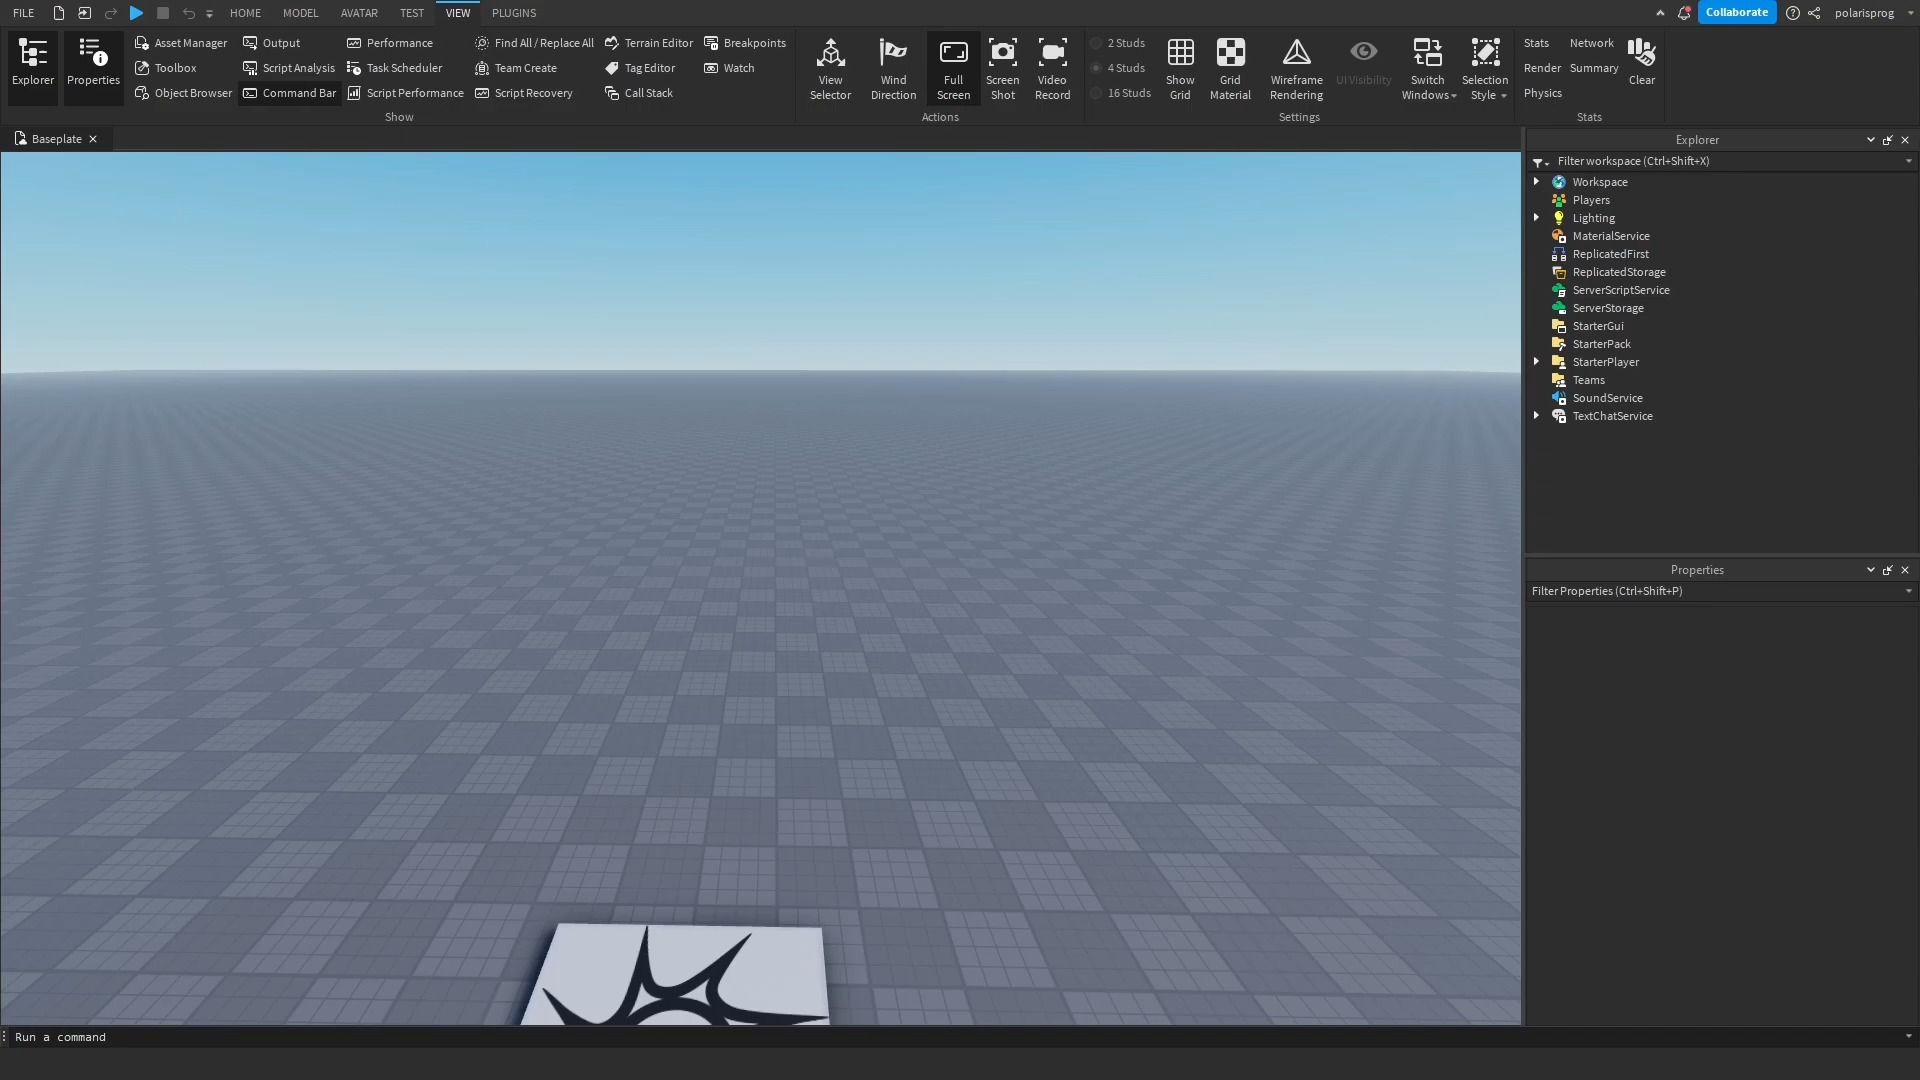 FILE
HOME
MODEL
AVATAR
TEST
VIEW
PLUGINS
Collaborate
polarisprog
Explorer
Properties
Asset Manager
Toolbox
Object Browser
Output
Script Analysis
Command Bar
Performance
Task Scheduler
Script Performance
Find All / Replace All
Team Create
Script Recovery
Terrain Editor
Tag Editor
Call Stack
Breakpoints
Watch
Show
View
Selector
Wind
Direction
Full
Screen
Screen
Shot
Video
Record
Actions
2 Studs
4 Studs
16 Studs
Show
Grid
Grid
Material
Wireframe
Rendering
UI Visibility
Switch
Windows
Selection
Style
Settings
Stats
Render
Physics
Network
Summary
Clear
Stats
Baseplate
Explorer
Filter workspace (Ctrl+Shift+X)
Workspace
Players
Lighting
MaterialService
ReplicatedFirst
ReplicatedStorage
ServerScriptService
ServerStorage
StarterGui
StarterPack
StarterPlayer
Teams
SoundService
TextChatService
Properties
Filter Properties (Ctrl+Shift+P)
Run a command